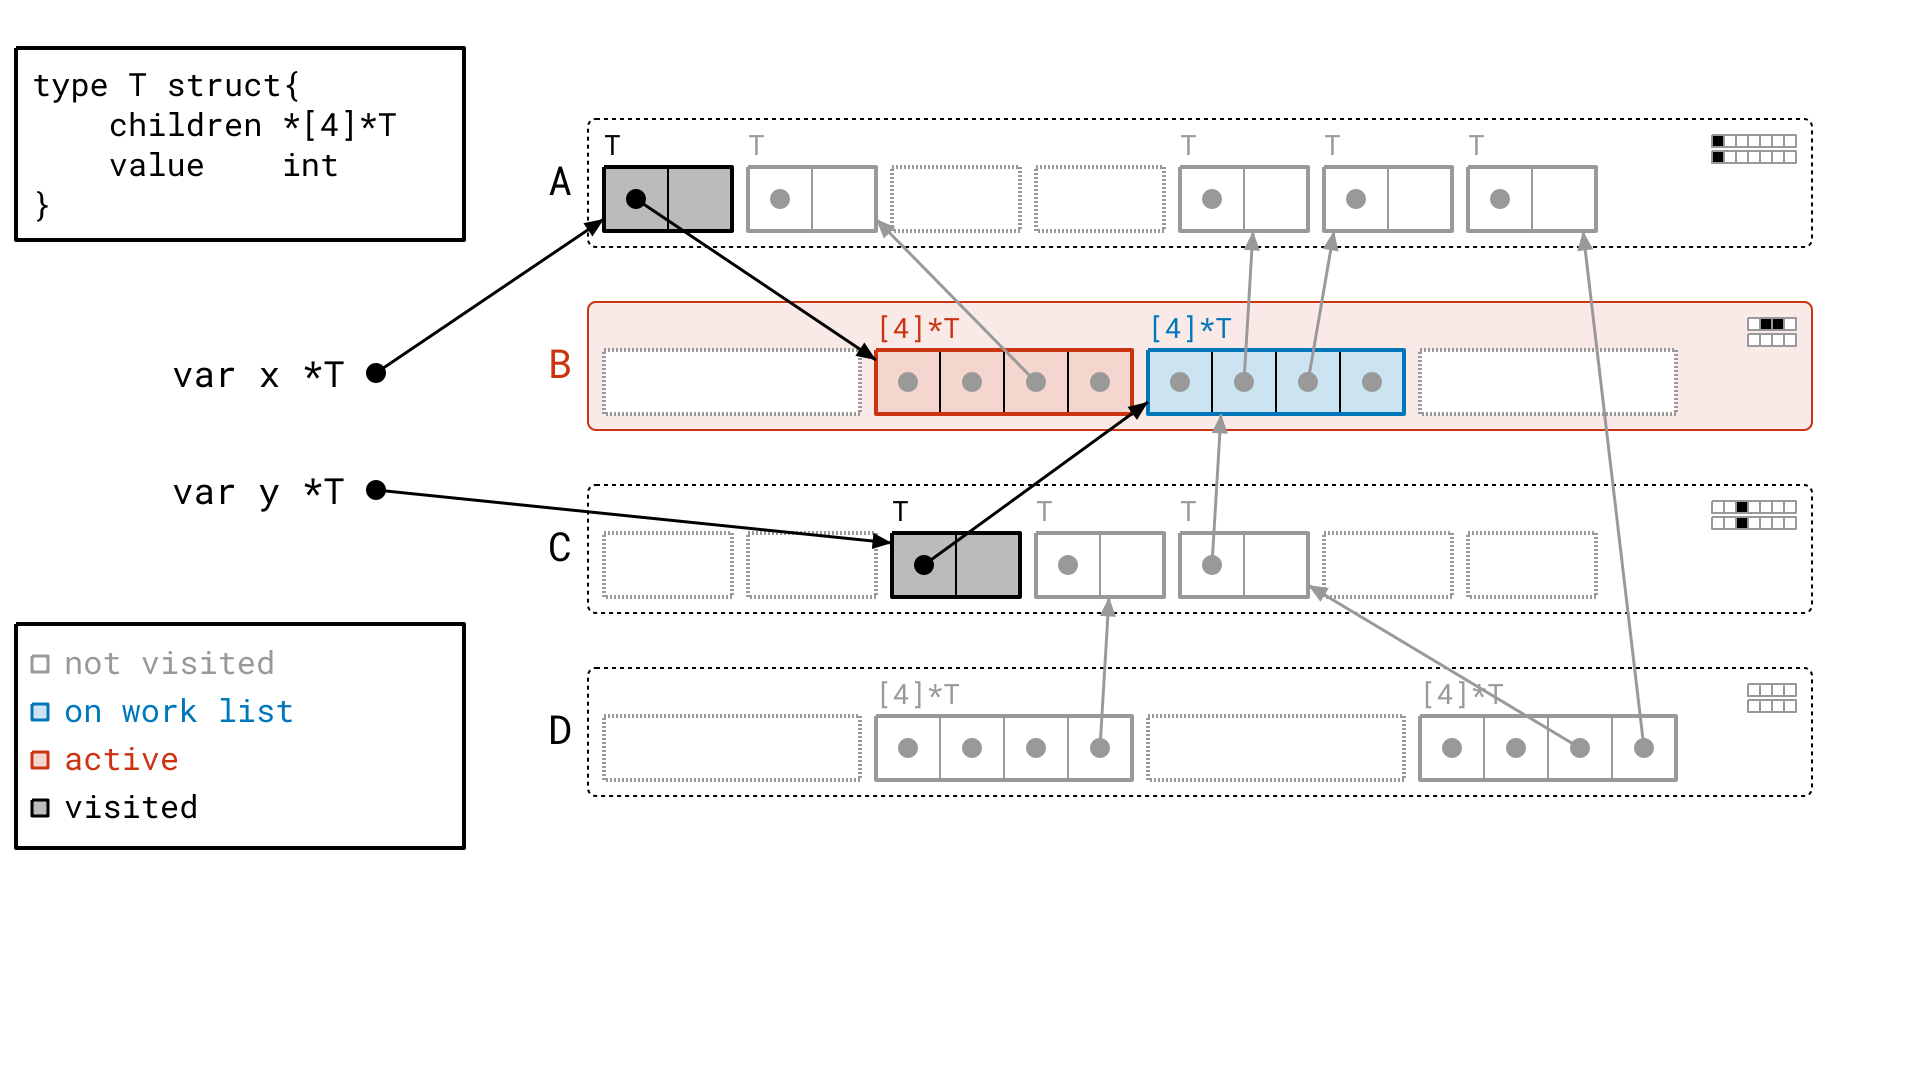 type T struct{
    children *[4]*T
    value    int
}
var x *T
var y *T
not visited
on work list
active
visited
A
T T T T T
B
[4]*T [4]*T
C
T T T
D
[4]*T [4]*T